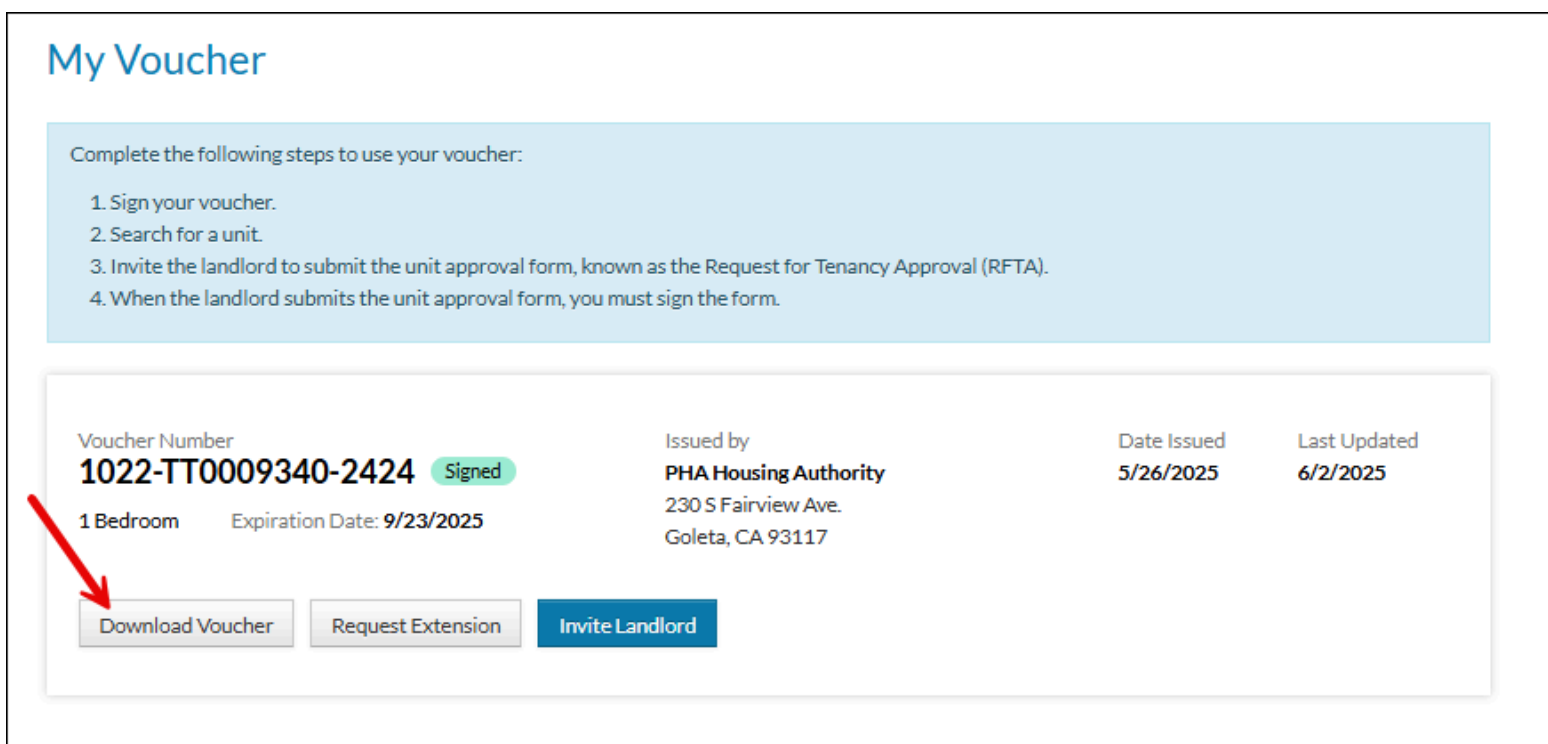 My Voucher
Complete the following steps to use your voucher:
1. Sign your voucher.
2. Search for a unit.
3. Invite the landlord to submit the unit approval form, known as the Request for Tenancy Approval (RFTA).
4. When the landlord submits the unit approval form, you must sign the form.
Voucher Number
1022-TT0009340-2424 Signed
1 Bedroom Expiration Date: 9/23/2025
Issued by
PHA Housing Authority
230 S Fairview Ave.
Goleta, CA 93117
Date Issued
5/26/2025
Last Updated
6/2/2025
Download Voucher
Request Extension
Invite Landlord